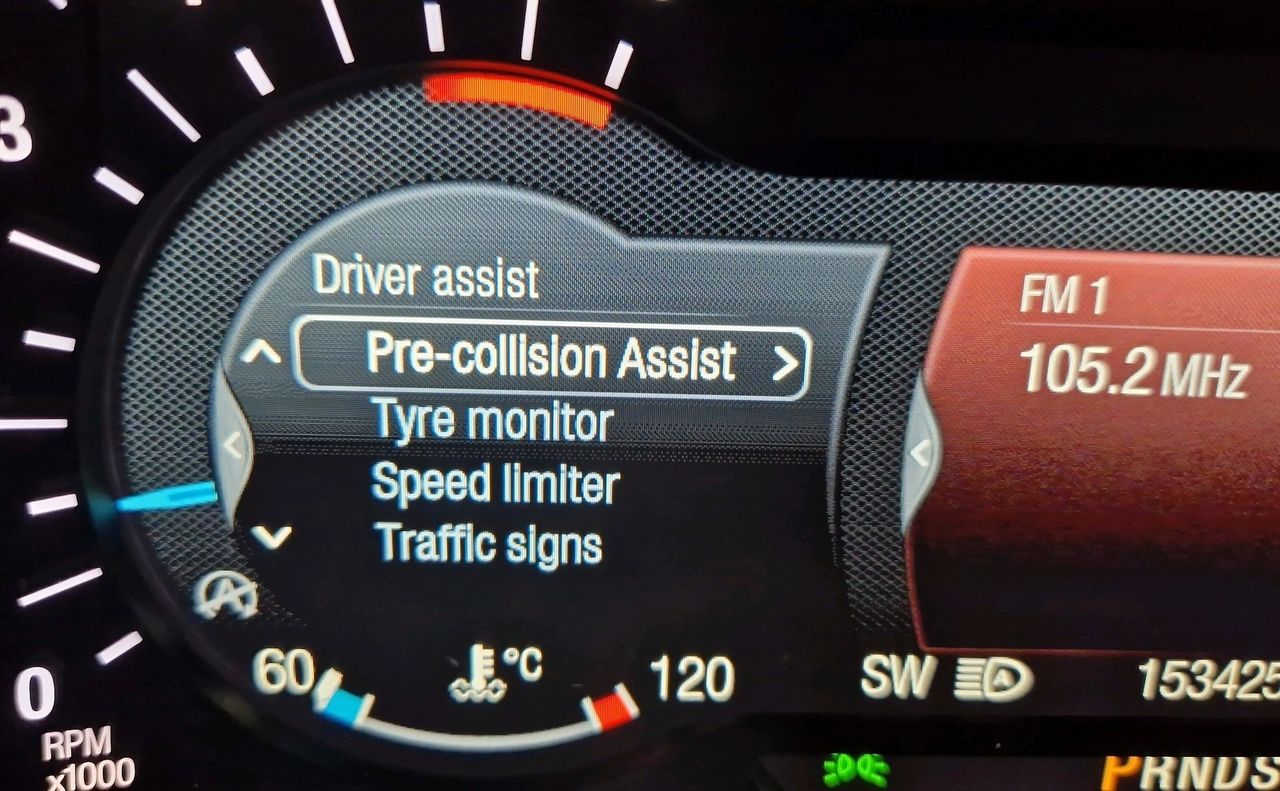 3
Driver assist
Pre-collision Assist
Tyre monitor
Speed limiter
Traffic signs
FM 1
105.2 MHz
60
°C
120
SW
153425
0
RPM
x1000
PRNDS